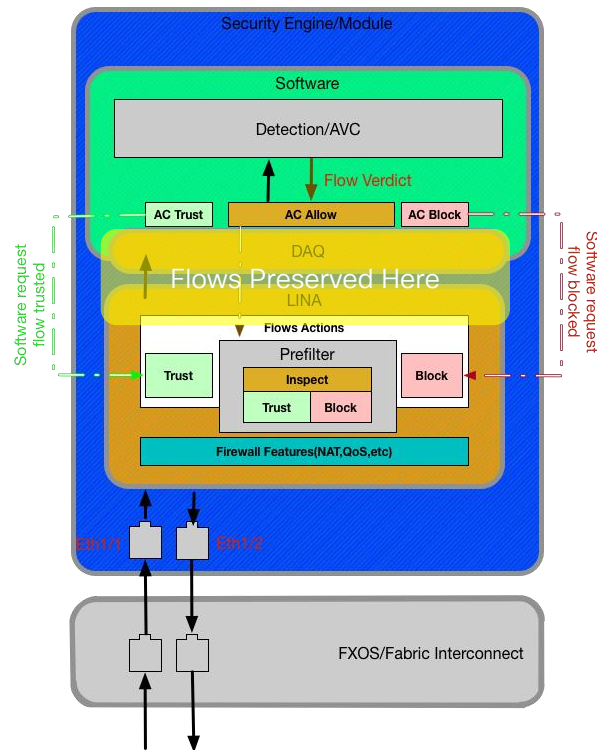 Security Engine/Module
Software
Detection/AVC
Flow Verdict
AC Trust
AC Allow
AC Block
Software request
flow trusted
Software request
flow blocked
DAQ
Flows Preserved Here
LINA
Flows Actions
Prefilter
Trust
Inspect
Block
Trust
Block
Firewall Features(NAT,QoS,etc)
Eth1/1
Eth1/2
FXOS/Fabric Interconnect